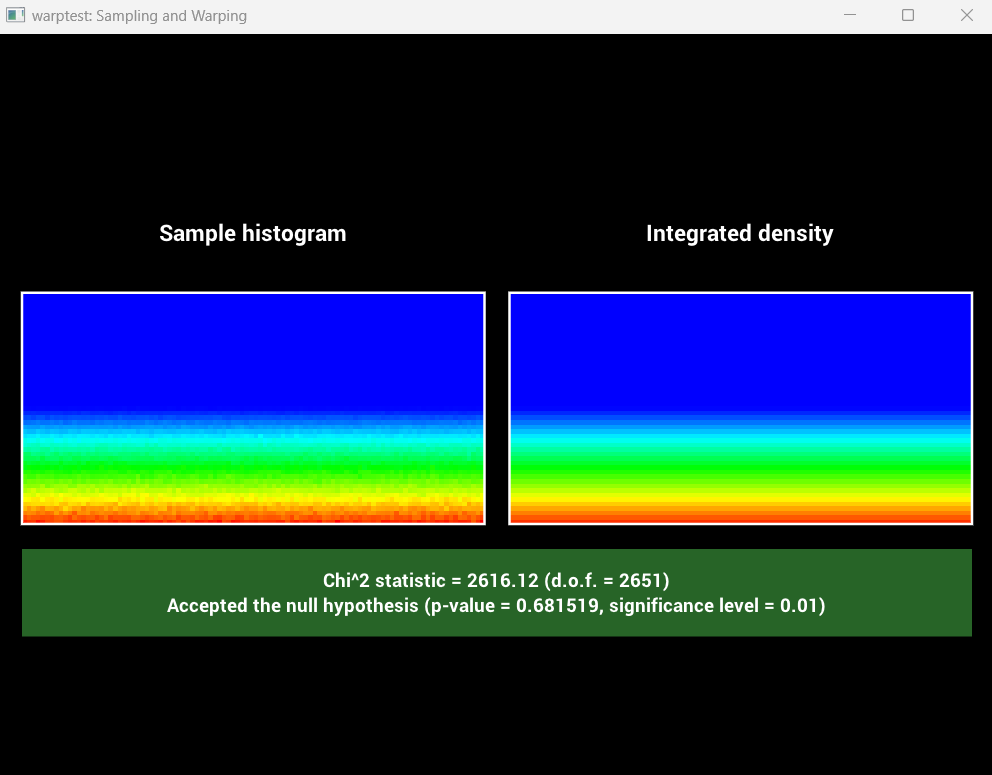 warptest: Sampling and Warping
Sample histogram
Integrated density
Chi^2 statistic = 2616.12 (d.o.f. = 2651)
Accepted the null hypothesis (p-value = 0.681519, significance level = 0.01)